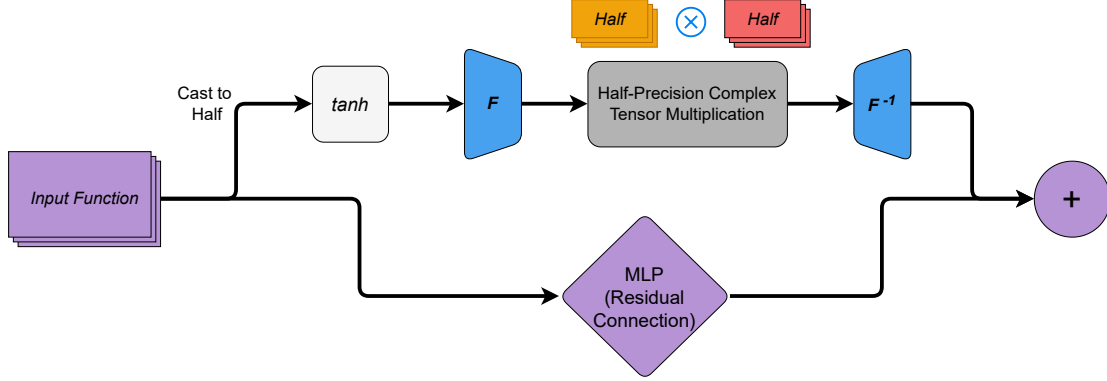 Half
Half
Cast to
Half
tanh
F
Half-Precision Complex
Tensor Multiplication
F -1
Input Function
+
MLP
(Residual
Connection)